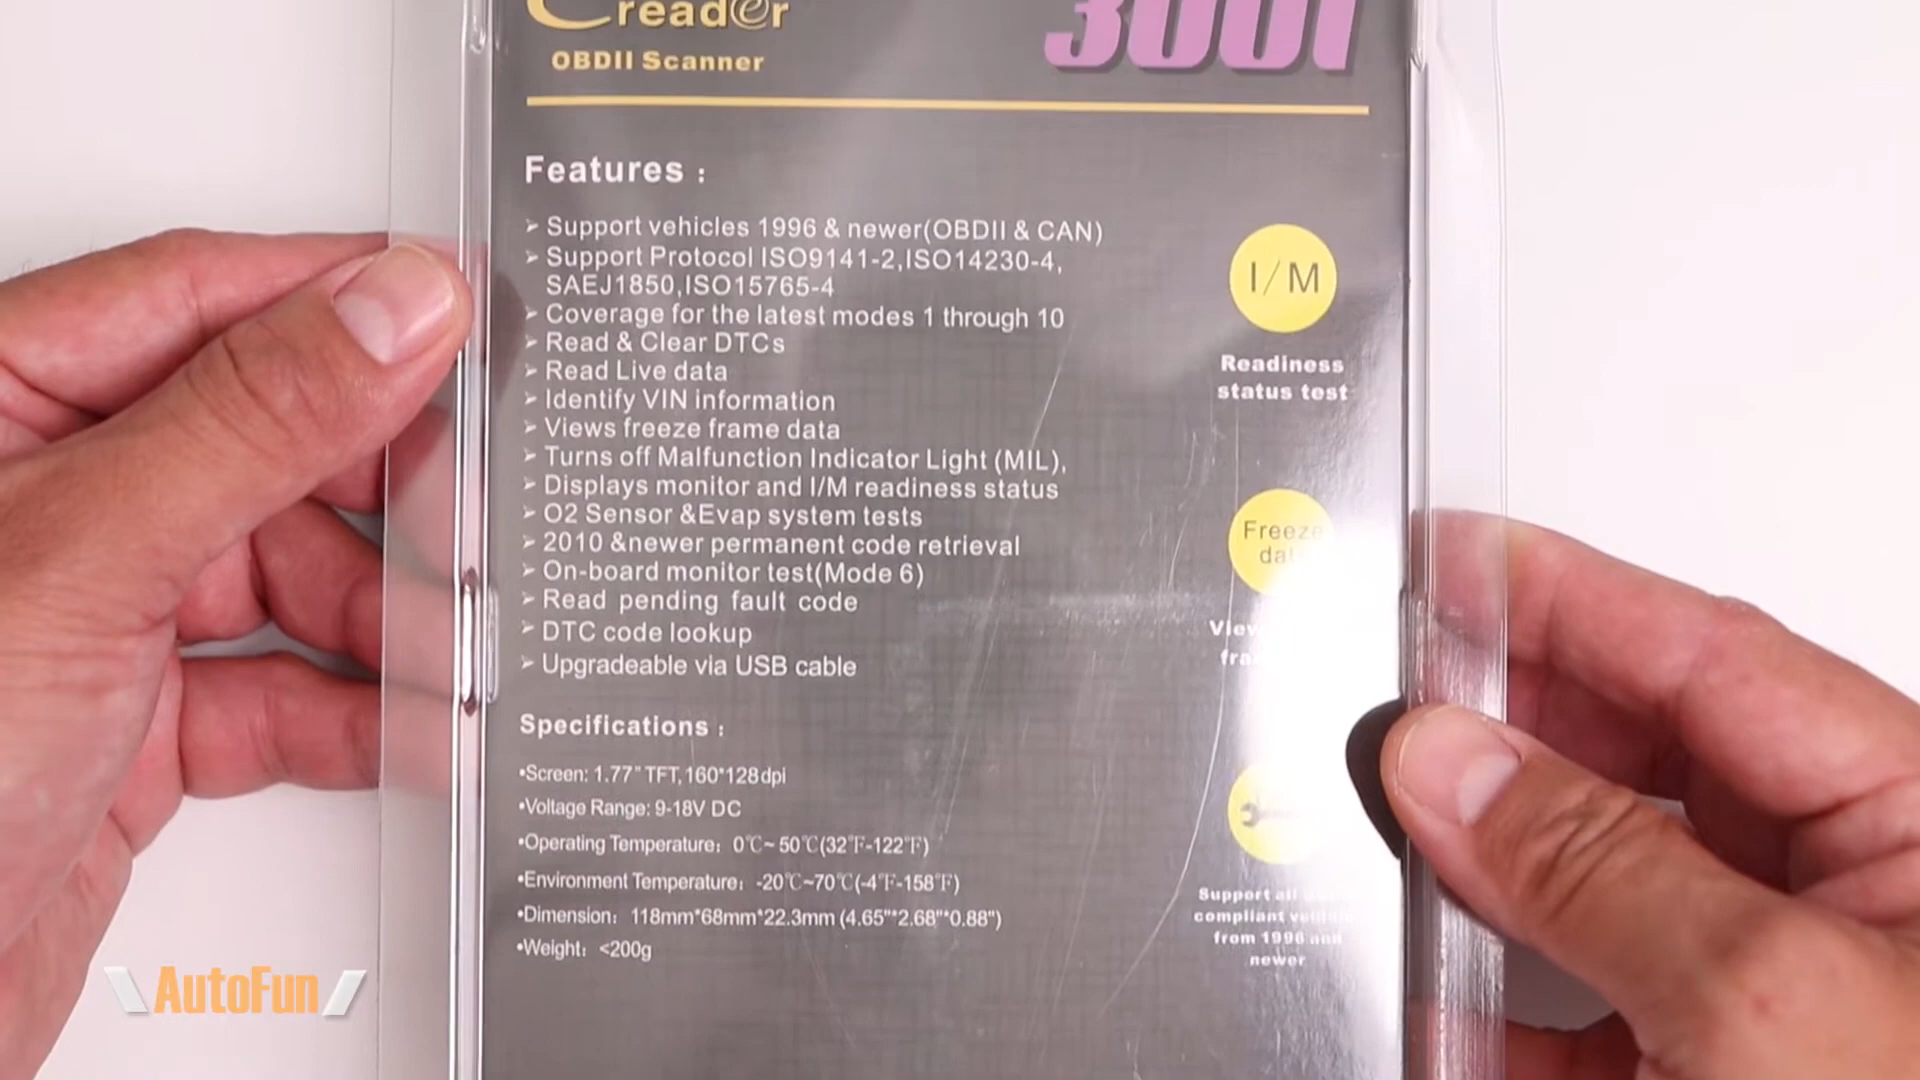 Creader
3001
OBDII Scanner
Features :
Support vehicles 1996 & newer(OBDII & CAN)
Support Protocol ISO9141-2,ISO14230-4,
SAEJ1850,ISO15765-4
Coverage for the latest modes 1 through 10
Read & Clear DTCs
Read Live data
Identify VIN information
Views freeze frame data
Turns off Malfunction Indicator Light (MIL),
Displays monitor and I/M readiness status
O2 Sensor &Evap system tests
2010 &newer permanent code retrieval
On-board monitor test(Mode 6)
Read pending fault code
DTC code lookup
Upgradeable via USB cable
Specifications :
•Screen: 1.77" TFT, 160*128dpi
•Voltage Range: 9-18V DC
•Operating Temperature: 0℃~ 50℃(32℉-122℉)
•Environment Temperature: -20℃~70℃(-4℉-158℉)
•Dimension: 118mm*68mm*22.3mm (4.65"*2.68"*0.88")
•Weight: <200g
I/M
Readiness
status test
Freeze
Support all
compliant
from 1996 and
newer
AutoFun